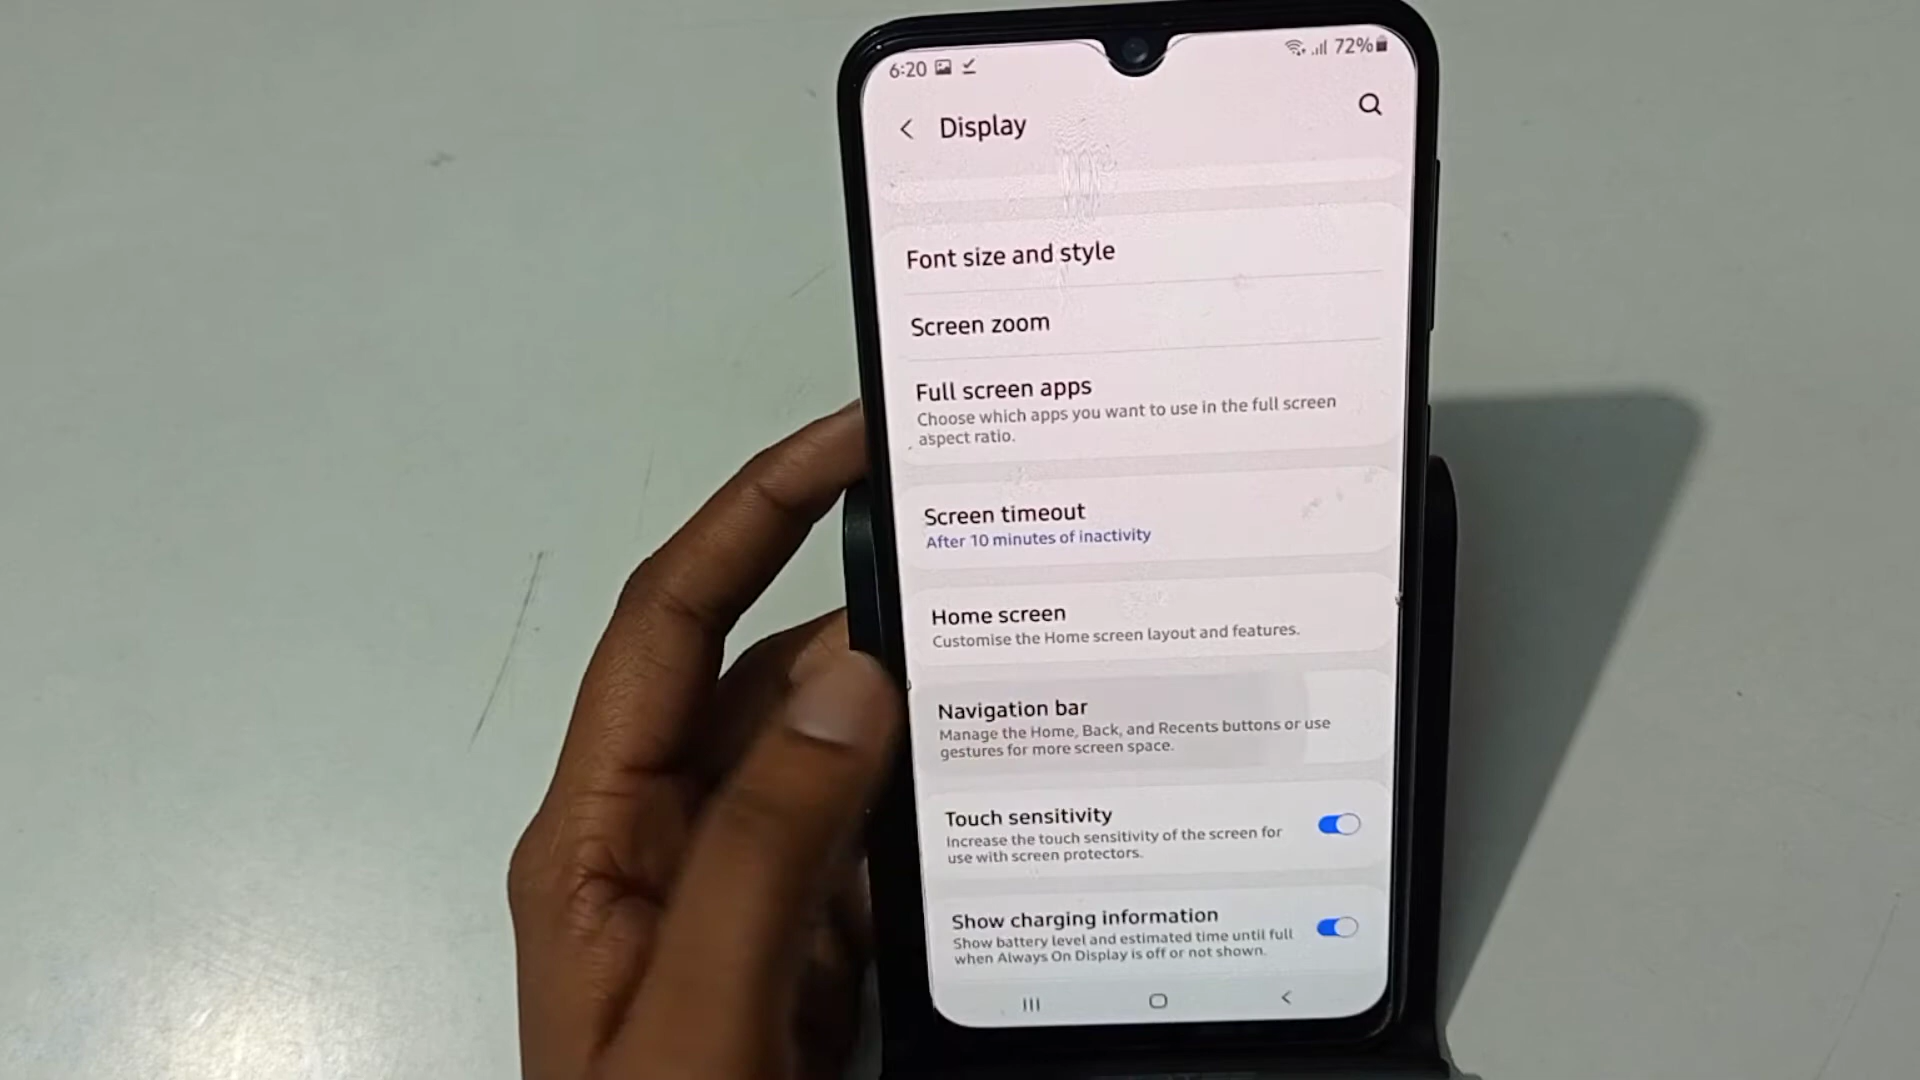 6:20
72%
Display
Font size and style
Screen zoom
Full screen apps
Choose which apps you want to use in the full screen
aspect ratio.
Screen timeout
After 10 minutes of inactivity
Home screen
Customise the Home screen layout and features.
Navigation bar
Manage the Home, Back, and Recents buttons or use
gestures for more screen space.
Touch sensitivity
Increase the touch sensitivity of the screen for
use with screen protectors.
Show charging information
Show battery level and estimated time until full
when Always On Display is off or not shown.